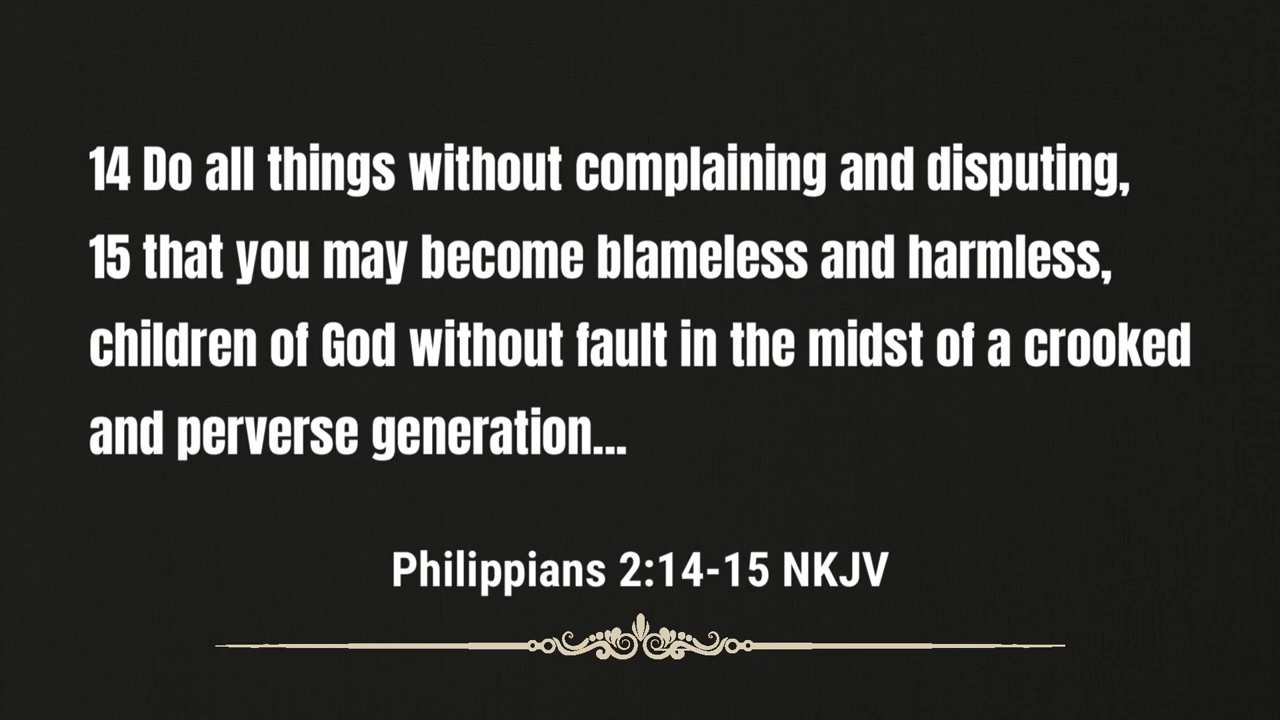 14 Do all things without complaining and disputing,
15 that you may become blameless and harmless,
children of God without fault in the midst of a crooked
and perverse generation...
Philippians 2:14-15 NKJV